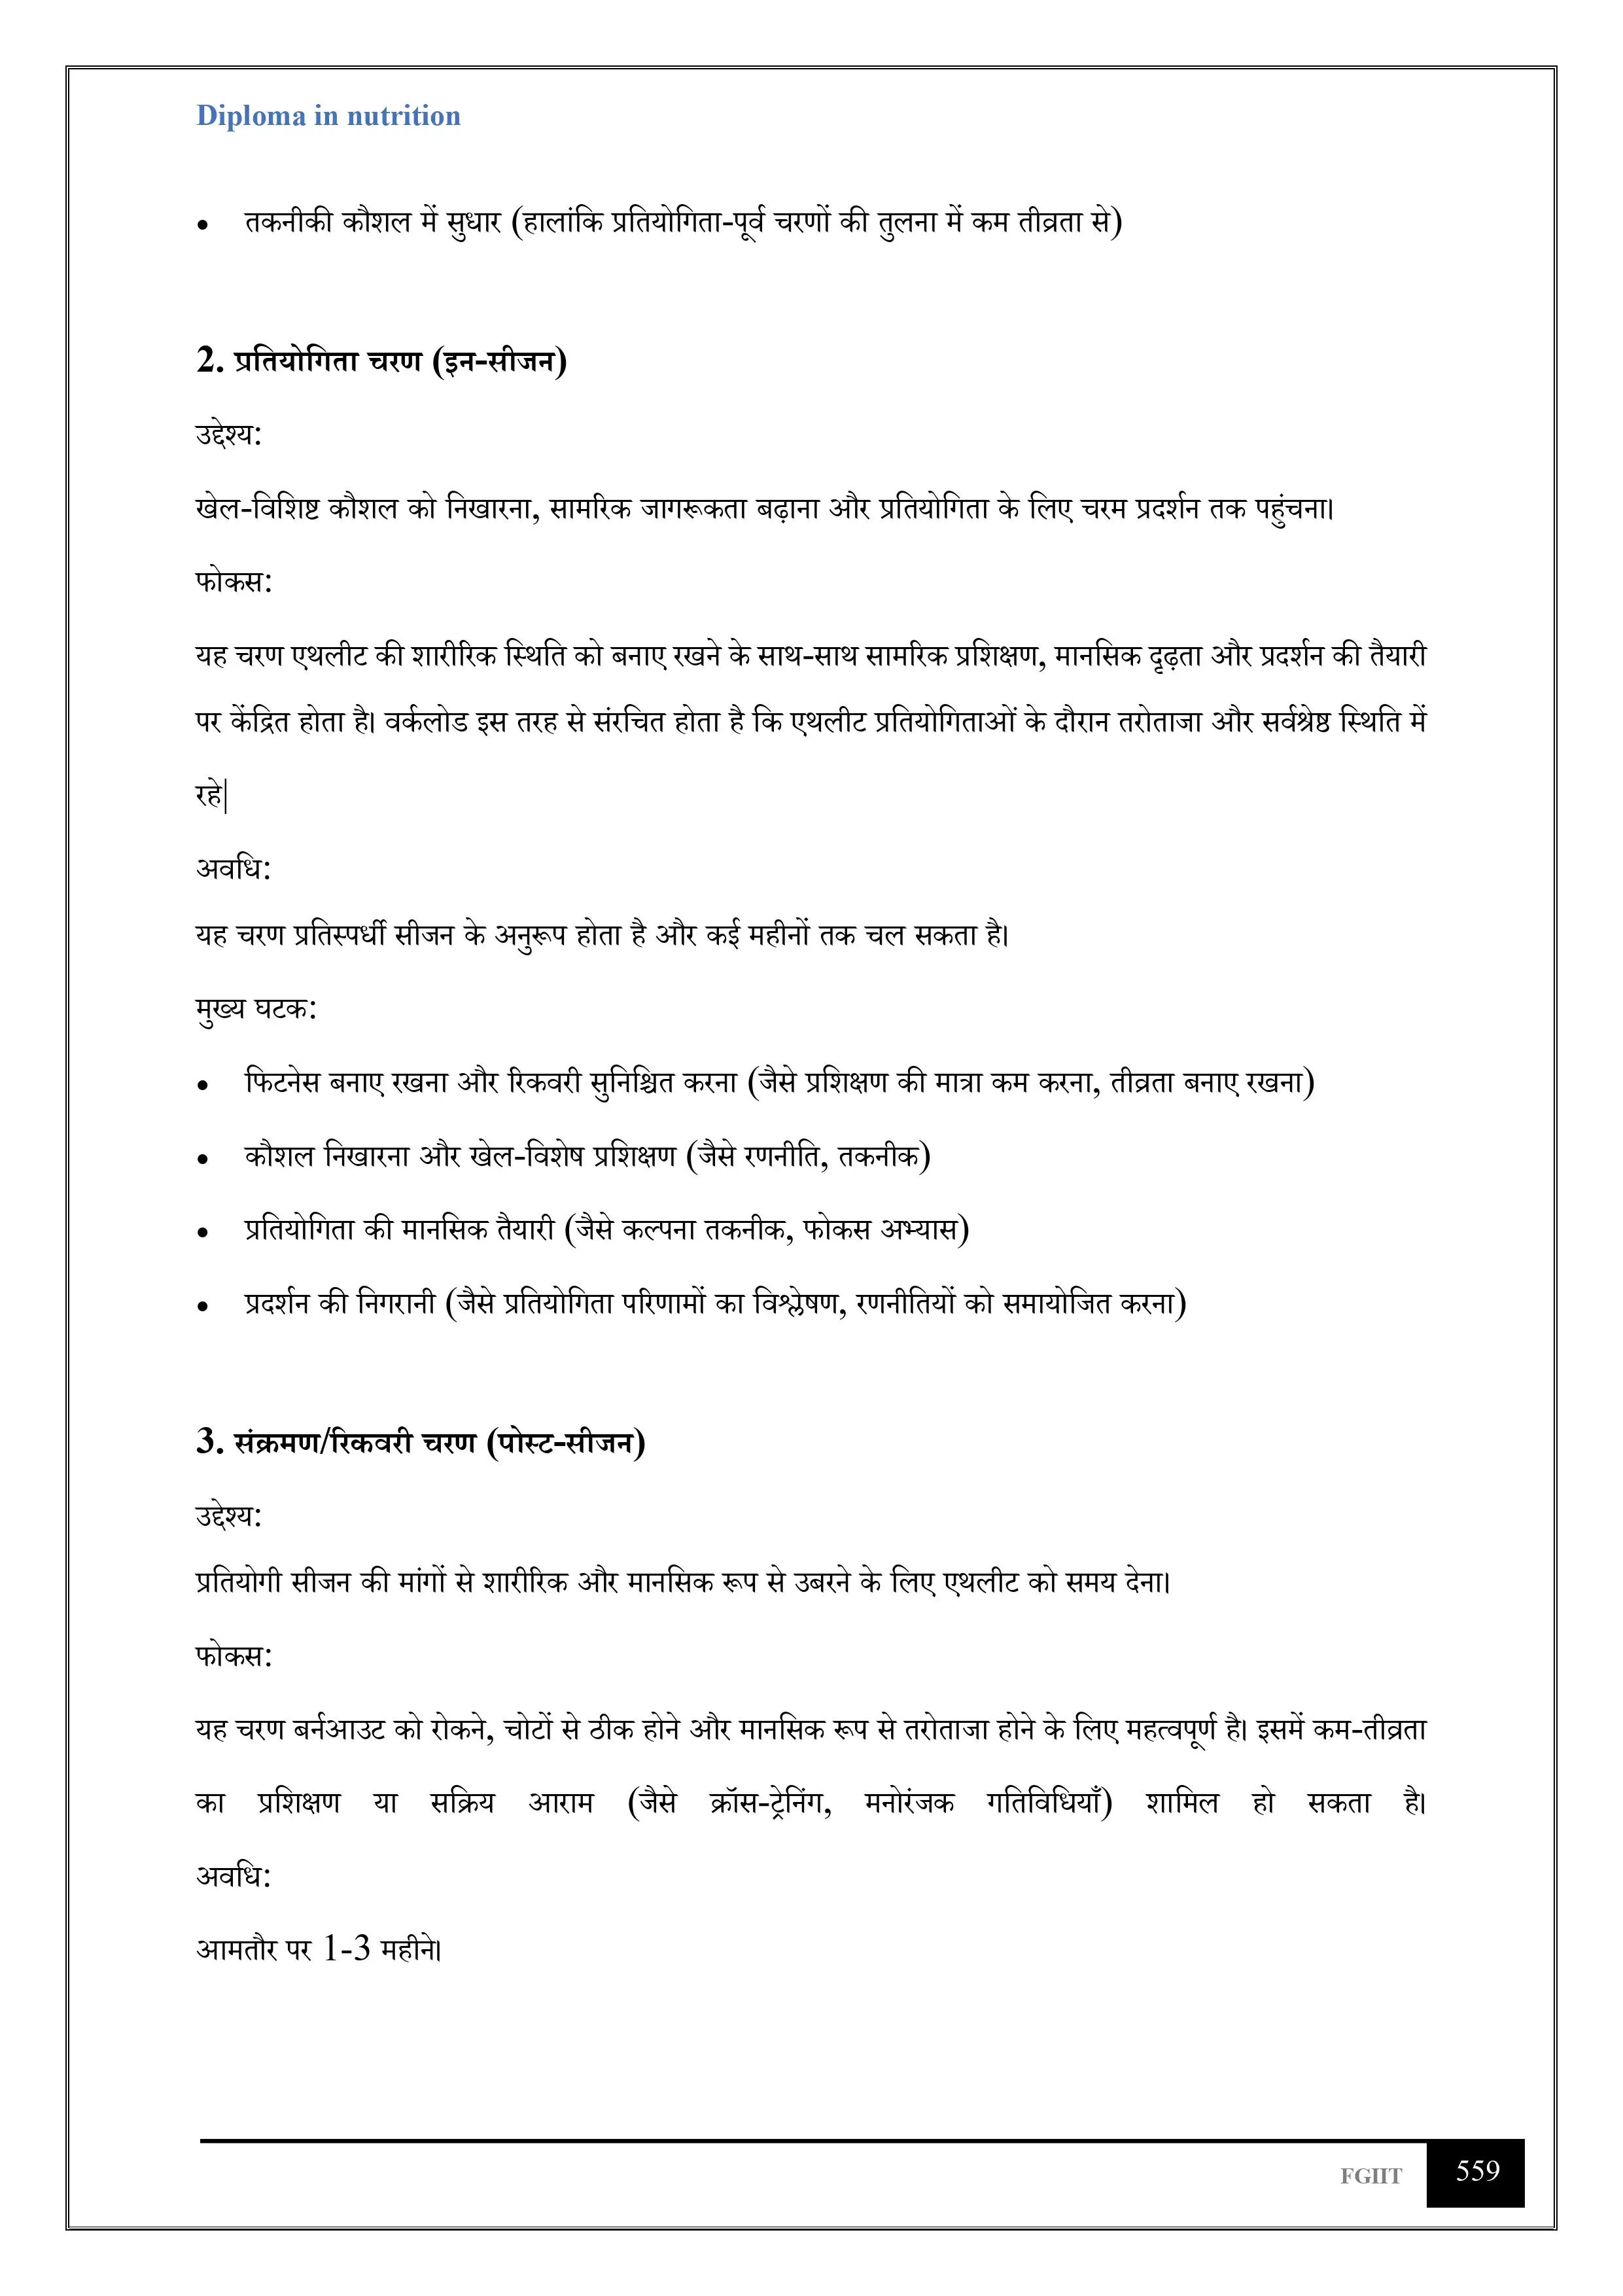 Diploma in nutrition
• तकनीकी कौशल में सुधार (हालांकि प्रतियोगिता-पूर्व चरणों की तुलना में कम तीव्रता से)
2. प्रतियोगिता चरण (इन-सीजन)
उद्देश्य:
खेल-विशिष्ट कौशल को निखारना, सामरिक जागरूकता बढ़ाना और प्रतियोगिता के लिए चरम प्रदर्शन तक पहुंचना।
फोकस:
यह चरण एथलीट की शारीरिक स्थिति को बनाए रखने के साथ-साथ सामरिक प्रशिक्षण, मानसिक दृढ़ता और प्रदर्शन की तैयारी
पर केंद्रित होता है। वर्कलोड इस तरह से संरचित होता है कि एथलीट प्रतियोगिताओं के दौरान तरोताजा और सर्वश्रेष्ठ स्थिति में
रहे|
अवधि:
यह चरण प्रतिस्पर्धी सीजन के अनुरूप होता है और कई महीनों तक चल सकता है।
मुख्य घटक:
• फिटनेस बनाए रखना और रिकवरी सुनिश्चित करना (जैसे प्रशिक्षण की मात्रा कम करना, तीव्रता बनाए रखना)
• कौशल निखारना और खेल-विशेष प्रशिक्षण (जैसे रणनीति, तकनीक)
• प्रतियोगिता की मानसिक तैयारी (जैसे कल्पना तकनीक, फोकस अभ्यास)
• प्रदर्शन की निगरानी (जैसे प्रतियोगिता परिणामों का विश्लेषण, रणनीतियों को समायोजित करना)
3. संक्रमण/रिकवरी चरण (पोस्ट-सीजन)
उद्देश्य:
प्रतियोगी सीजन की मांगों से शारीरिक और मानसिक रूप से उबरने के लिए एथलीट को समय देना।
फोकस:
यह चरण बर्नआउट को रोकने, चोटों से ठीक होने और मानसिक रूप से तरोताजा होने के लिए महत्वपूर्ण है। इसमें कम-तीव्रता
का प्रशिक्षण या सक्रिय आराम (जैसे क्रॉस-ट्रेनिंग, मनोरंजक गतिविधियाँ) शामिल हो सकता है।
अवधि:
आमतौर पर 1-3 महीने।
FGIIT 559